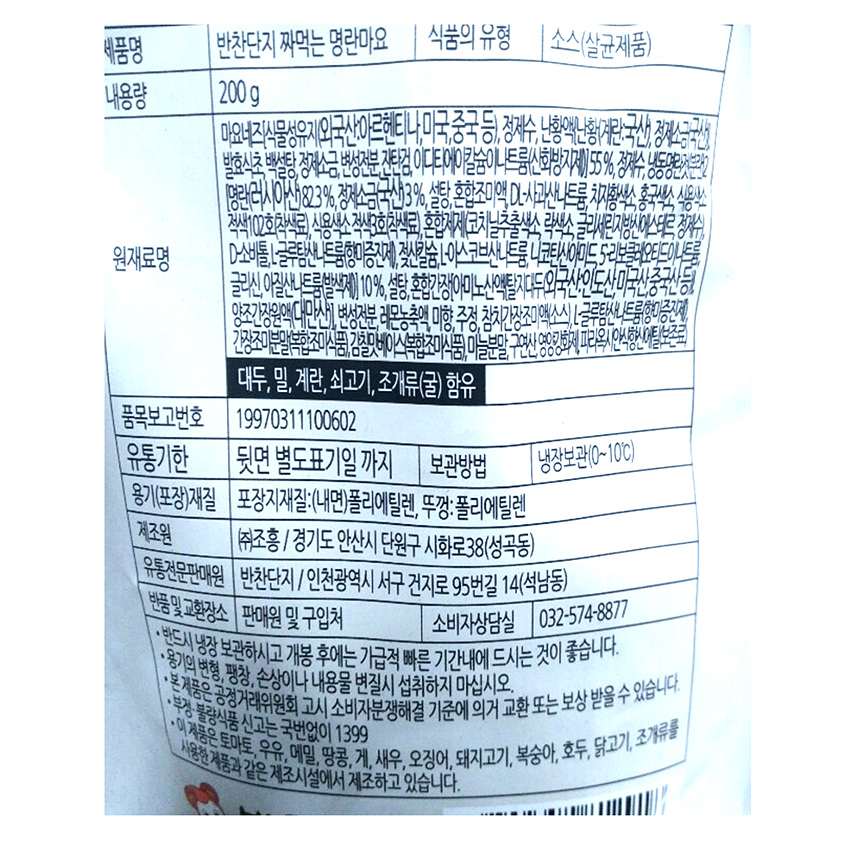 제품명 반찬단지 짜먹는 명란마요 식품의 유형 소스(살균제품)
내용량 200 g
원재료명
마요네즈[식물성유지(외국산:아르헨티나,미국,중국 등), 정제수, 난황액{난황(계란:국산), 정제소금(국산)},
발효식초, 백설탕, 정제소금, 변성전분, 잔탄검, 이디티에이칼슘이나트륨(산화방지제)] 55 %, 정제수,
[명란(러시아산) 82.3 %, 정제소금(국산) 3 %, 설탕, 혼합조미액, DL-사과산나트륨, 치자황색소, 홍국색소, 식용색소
적색102호(착색료), 식용색소 적색3호(착색료), 혼합제제(코치닐추출색소, 락색소, 글리세린지방산에스테르, 정제수),
D-소비톨, L-글루탐산나트륨(향미증진제), 젖산칼슘, L-아스코브산나트륨, 니코틴산아미드, 5'-리보뉴클레오티드이나트륨,
글리신, 아질산나트륨(발색제)] 10 %, 설탕, 혼합간장[아미노산액{탈지대두(외국산:인도산,미국산,중국산 등)},
양조간장원액(대만산)], 변성전분, 레몬농축액, 미향, 주정, 참치간장조미액(소스), L-글루탐산나트륨(향미증진제),
간장조미분말(복합조미식품), 감칠맛베이스(복합조미식품), 마늘분말, 구연산, 영양강화제, 파라옥시안식향산에틸(보존료)
대두, 밀, 계란, 쇠고기, 조개류(굴) 함유
품목보고번호 19970311100602
유통기한 뒷면 별도표기일 까지 보관방법 냉장보관(0~10℃)
용기(포장)재질 포장지재질:(내면)폴리에틸렌, 뚜껑:폴리에틸렌
제조원 ㈜조흥 / 경기도 안산시 단원구 시화로38(성곡동)
유통전문판매원 반찬단지 / 인천광역시 서구 건지로 95번길 14(석남동)
반품 및 교환장소 판매원 및 구입처 소비자상담실 032-574-8877
• 반드시 냉장 보관하시고 개봉 후에는 가급적 빠른 기간내에 드시는 것이 좋습니다.
• 용기의 변형, 팽창, 손상이나 내용물 변질시 섭취하지 마십시오.
• 본 제품은 공정거래위원회 고시 소비자분쟁해결 기준에 의거 교환 또는 보상 받을 수 있습니다.
• 부정·불량식품 신고는 국번없이 1399
• 이 제품은 토마토, 우유, 메밀, 땅콩, 게, 새우, 오징어, 돼지고기, 복숭아, 호두, 닭고기, 조개류를
사용한 제품과 같은 제조시설에서 제조하고 있습니다.